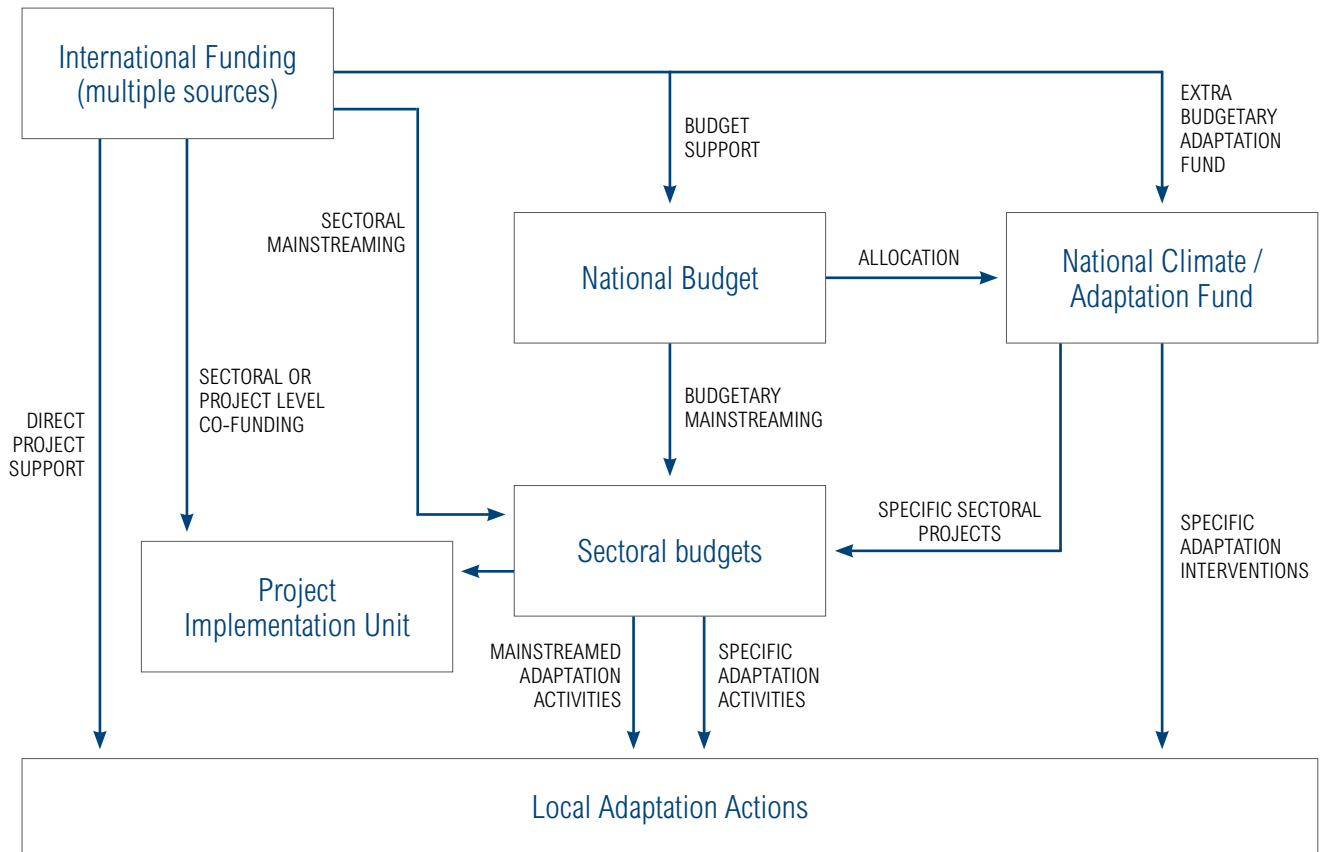 International Funding
(multiple sources)
EXTRA
BUDGETARY
ADAPTATION
FUND
BUDGET
SUPPORT
SECTORAL
MAINSTREAMING
National Budget
ALLOCATION
National Climate /
Adaptation Fund
DIRECT
PROJECT
SUPPORT
SECTORAL OR
PROJECT LEVEL
CO-FUNDING
BUDGETARY
MAINSTREAMING
SPECIFIC SECTORAL
PROJECTS
SPECIFIC
ADAPTATION
INTERVENTIONS
Project
Implementation Unit
Sectoral budgets
MAINSTREAMED
ADAPTATION
ACTIVITIES
SPECIFIC
ADAPTATION
ACTIVITIES
Local Adaptation Actions